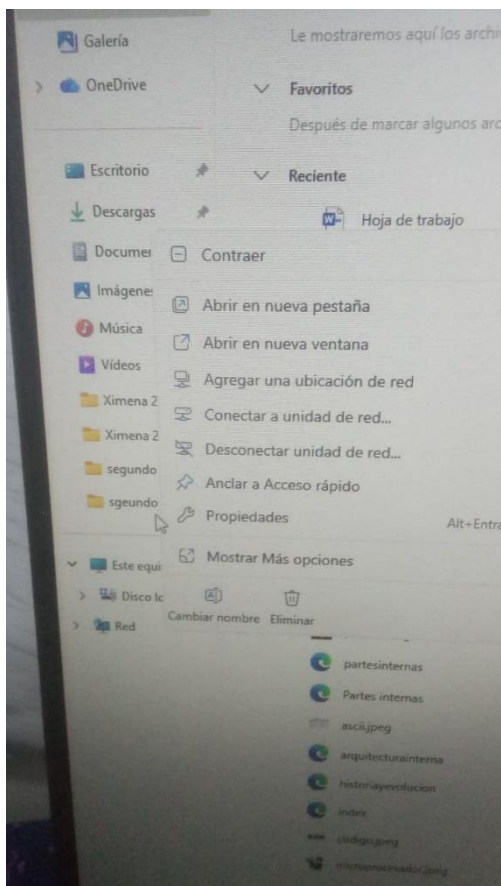 Galería
Le mostraremos aquí los archi
OneDrive
Favoritos
Después de marcar algunos arc
Escritorio
Reciente
Descargas
Hoja de trabajo
Documen
Contraer
Imágene
Abrir en nueva pestaña
Música
Abrir en nueva ventana
Vídeos
Agregar una ubicación de red
Ximena 2
Conectar a unidad de red...
Ximena 2
Desconectar unidad de red...
segundo
Anclar a Acceso rápido
sgeundo
Propiedades
Alt+Entra
Este equi
Mostrar Más opciones
Disco lo
Cambiar nombre
Eliminar
Red
partesinternas
Partes internas
ascii.jpeg
arquitecturainterna
historiayevolucion
index
codigo.jpeg
microprocesador.jpeg